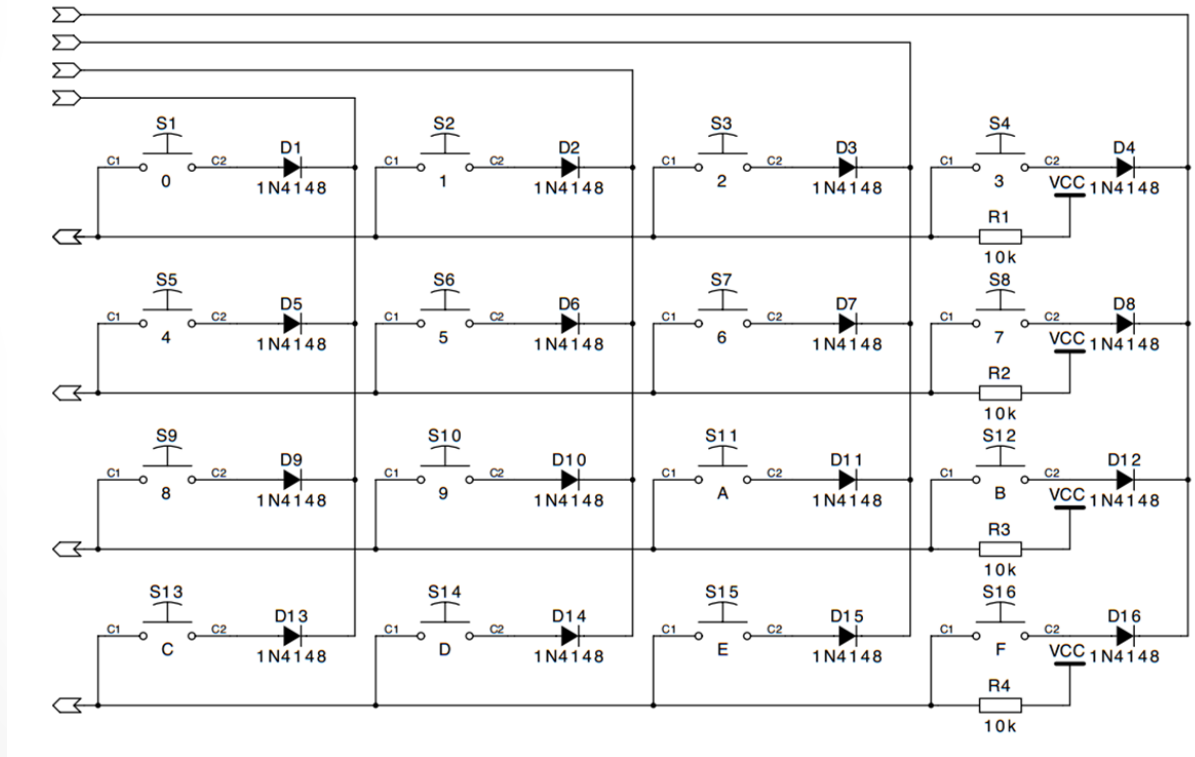 S1 S2 S3 S4
C1 C2 D1 C1 C2 D2 C1 C2 D3 C1 C2 D4
0 1N4148 1 1N4148 2 1N4148 3 VCC 1N4148
R1
10k
S5 S6 S7 S8
C1 C2 D5 C1 C2 D6 C1 C2 D7 C1 C2 D8
4 1N4148 5 1N4148 6 1N4148 7 VCC 1N4148
R2
10k
S9 S10 S11 S12
C1 C2 D9 C1 C2 D10 C1 C2 D11 C1 C2 D12
8 1N4148 9 1N4148 A 1N4148 B VCC 1N4148
R3
10k
S13 S14 S15 S16
C1 C2 D13 C1 C2 D14 C1 C2 D15 C1 C2 D16
C 1N4148 D 1N4148 E 1N4148 F VCC 1N4148
R4
10k